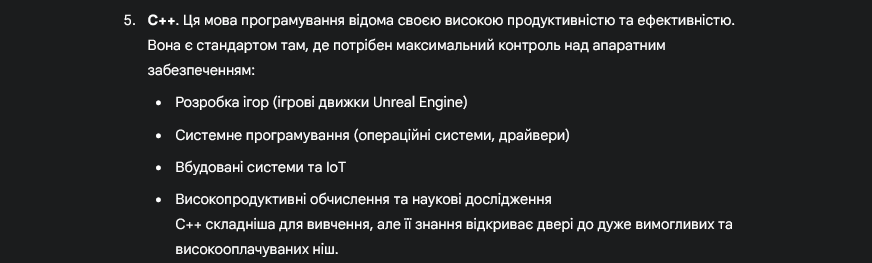 5. C++. Ця мова програмування відома своєю високою продуктивністю та ефективністю.
Вона є стандартом там, де потрібен максимальний контроль над апаратним
забезпеченням:
• Розробка ігор (ігрові движки Unreal Engine)
• Системне програмування (операційні системи, драйвери)
• Вбудовані системи та IoT
• Високопродуктивні обчислення та наукові дослідження
C++ складніша для вивчення, але її знання відкриває двері до дуже вимогливих та
високооплачуваних ніш.